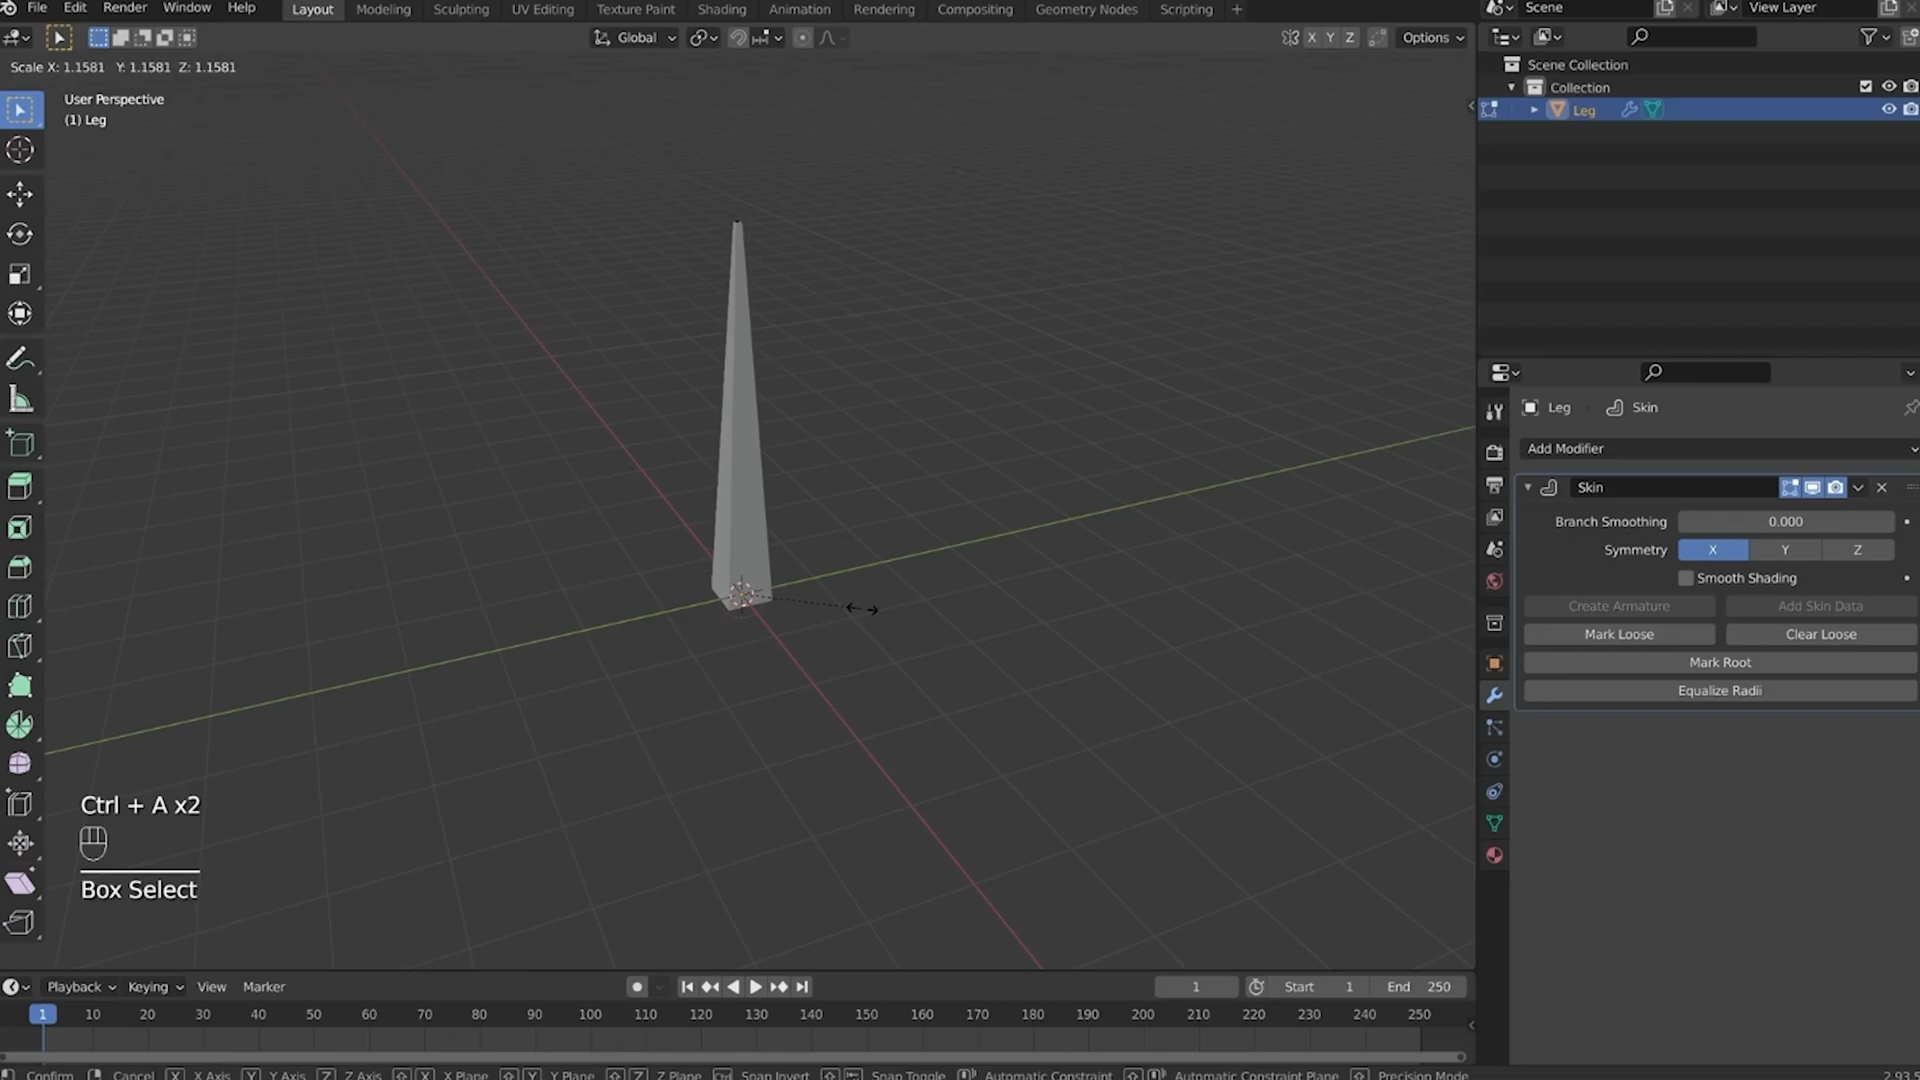 File Edit Render Window Help Layout Modeling Sculpting UV Editing Texture Paint Shading Animation Rendering Compositing Geometry Nodes Scripting + Scene View Layer
Global X Y Z Options
Scale X: 1.1581 Y: 1.1581 Z: 1.1581
User Perspective
(1) Leg
Scene Collection
Collection
Leg
Leg Skin
Add Modifier
Skin
Branch Smoothing 0.000
Symmetry X Y Z
Smooth Shading
Create Armature Add Skin Data
Mark Loose Clear Loose
Mark Root
Equalize Radii
Ctrl + A x2
Box Select
Playback Keying View Marker 1 Start 1 End 250
1 10 20 30 40 50 60 70 80 90 100 110 120 130 140 150 160 170 180 190 200 210 220 230 240 250
Confirm Cancel X X Axis Y Y Axis Z Z Axis X X Plane Y Y Plane Z Z Plane Ctrl Snap Invert Snap Toggle Automatic Constraint Automatic Constraint Plane Precision Mode 2.93.5